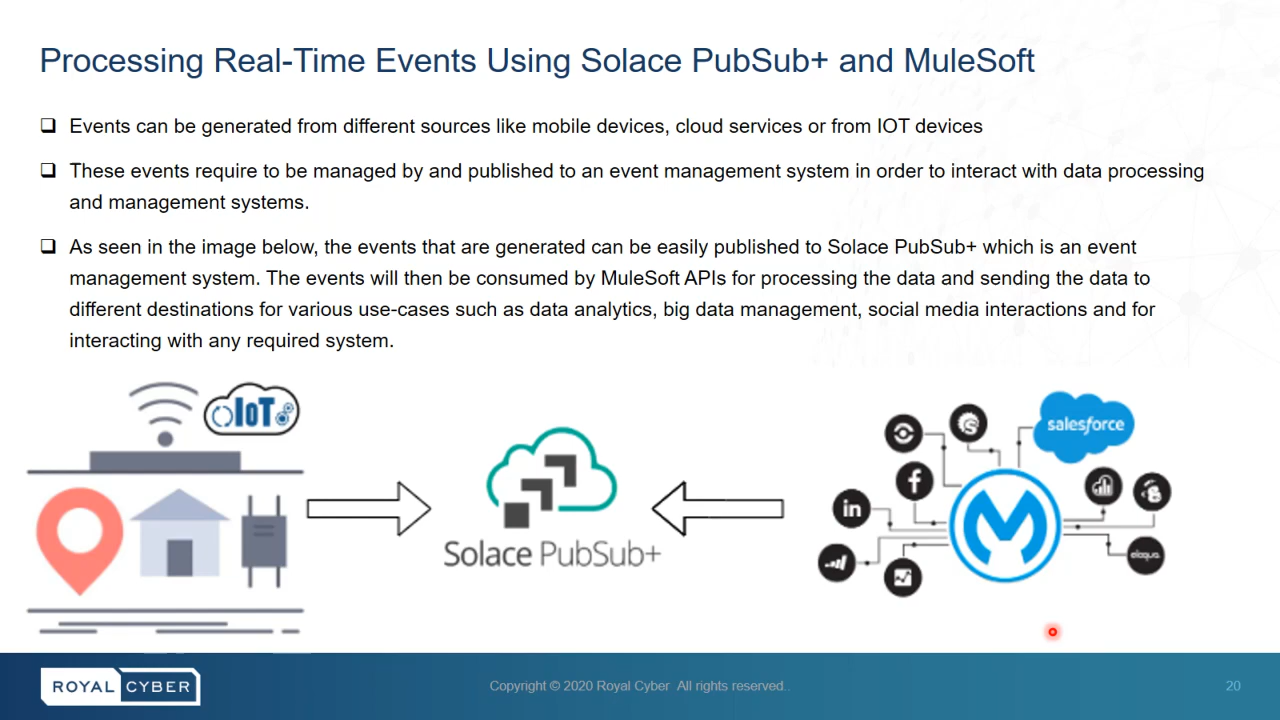 Processing Real-Time Events Using Solace PubSub+ and MuleSoft
Events can be generated from different sources like mobile devices, cloud services or from IOT devices
These events require to be managed by and published to an event management system in order to interact with data processing
and management systems.
As seen in the image below, the events that are generated can be easily published to Solace PubSub+ which is an event
management system. The events will then be consumed by MuleSoft APIs for processing the data and sending the data to
different destinations for various use-cases such as data analytics, big data management, social media interactions and for
interacting with any required system.
IoT
salesforce
f
in
eloqua
Solace PubSub+
ROYAL CYBER
Copyright © 2020 Royal Cyber All rights reserved..
20